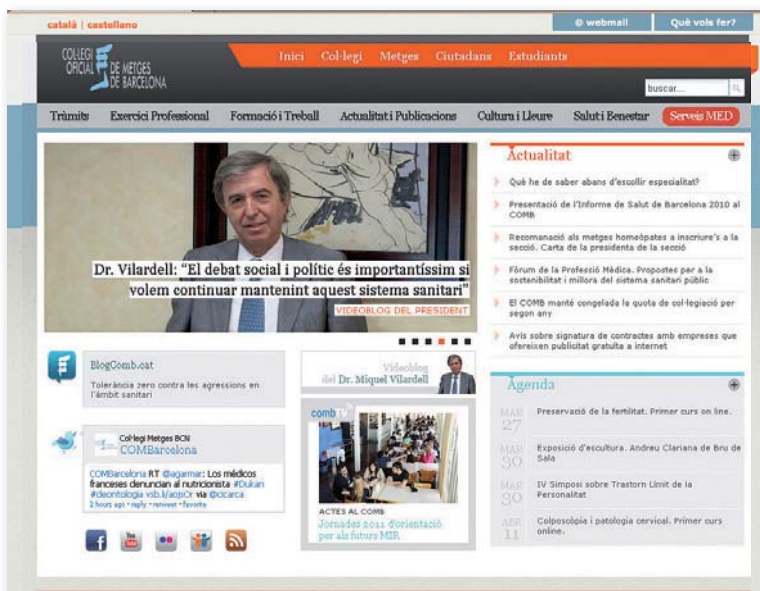 català | castellano
@ webmail
Què vols fer?
COL·LEGI
OFICIAL
DE METGES
DE BARCELONA
Inici Col·legi Metges Ciutadans Estudiants
buscar...
Tràmits Exercici Professional Formació i Treball Actualitat i Publicacions Cultura i Lleure Salut i Benestar Serveis MED
Dr. Vilardell: "El debat social i polític és importantíssim si
volem continuar mantenint aquest sistema sanitari"
VIDEOBLOG DEL PRESIDENT
BlogComb.cat
Tolerància zero contra les agressions en
l'àmbit sanitari
Col·legi Metges BCN
COMBarcelona
COMBarcelona RT @agarmar: Los médicos
franceses denuncian al nutricionista #Dukan
#deontologia vsb.li/aojsCr via @cicarca
2 hours ago • reply • retweet • favorite
You
Tube
Videoblog
del Dr. Miquel Vilardell
combTV
ACTES AL COMB
Jornades 2011 d'orientació
per als futurs MIR
Actualitat
Què he de saber abans d'escollir especialitat?
Presentació de l'Informe de Salut de Barcelona 2010 al
COMB
Recomanació als metges homeòpates a inscriure's a la
secció. Carta de la presidenta de la secció
Fòrum de la Professió Mèdica. Propostes per a la
sostenibilitat i millora del sistema sanitari públic
El COMB manté congelada la quota de col·legiació per
segon any
Avís sobre signatura de contractes amb empreses que
ofereixen publicitat gratuïta a internet
Agenda
MAR
27
Preservació de la fertilitat. Primer curs on line.
MAR
30
Exposició d'escultura. Andreu Clariana de Bru de
Sala
MAR
30
IV Simposi sobre Trastorn Límit de la
Personalitat
ABR
11
Colposcòpia i patologia cervical. Primer curs
online.